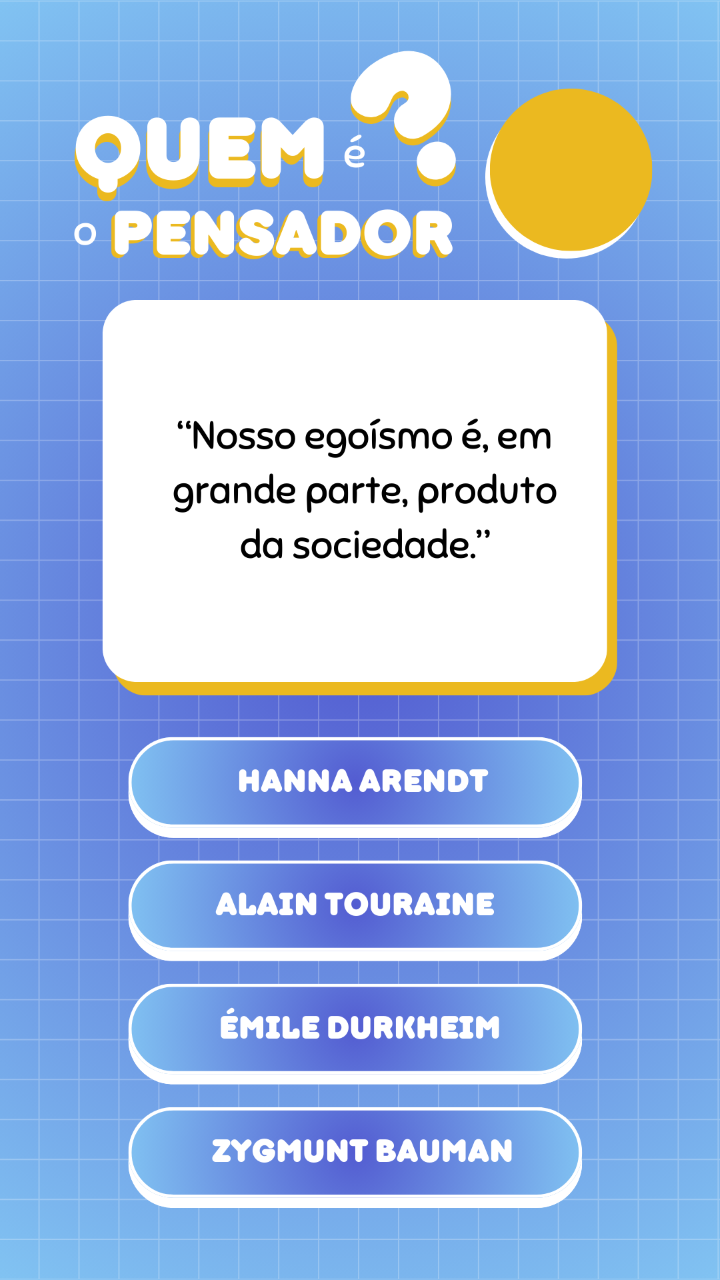 QUEM é ?
o PENSADOR
“Nosso egoísmo é, em
grande parte, produto
da sociedade.”
HANNA ARENDT
ALAIN TOURAINE
ÉMILE DURKHEIM
ZYGMUNT BAUMAN